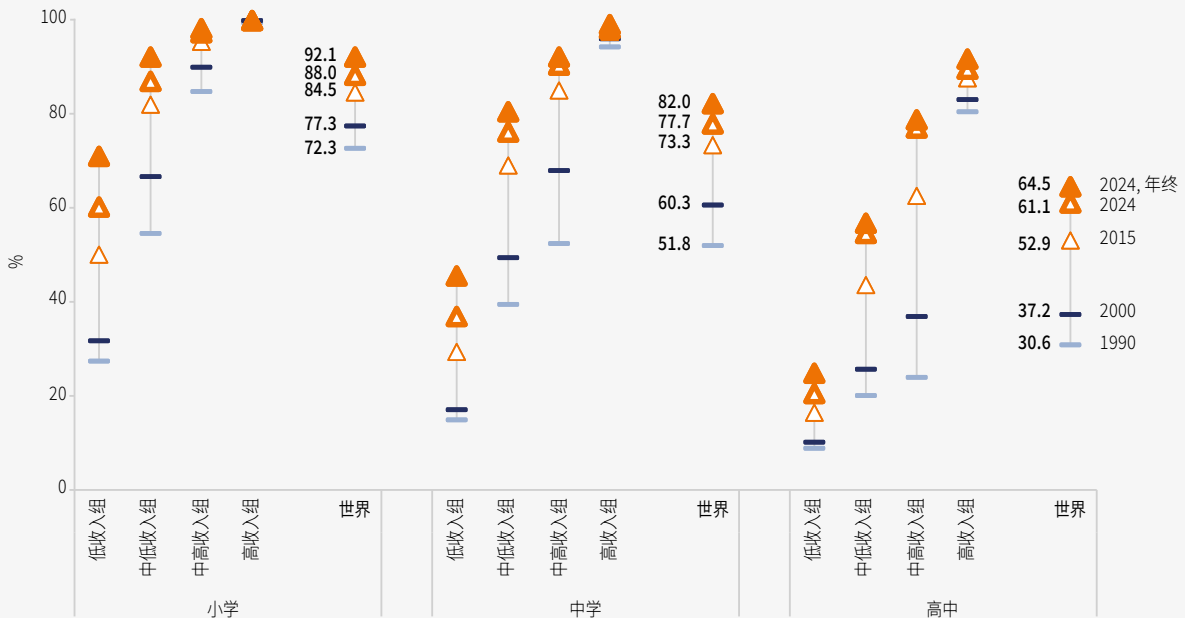 100
80
60
40
20
0
%
92.1
88.0
84.5
77.3
72.3
82.0
77.7
73.3
60.3
51.8
64.5
61.1
52.9
37.2
30.6
2024, 年终
2024
2015
2000
1990
低收入组
中低收入组
中高收入组
高收入组
世界
低收入组
中低收入组
中高收入组
高收入组
世界
低收入组
中低收入组
中高收入组
高收入组
世界
小学
中学
高中